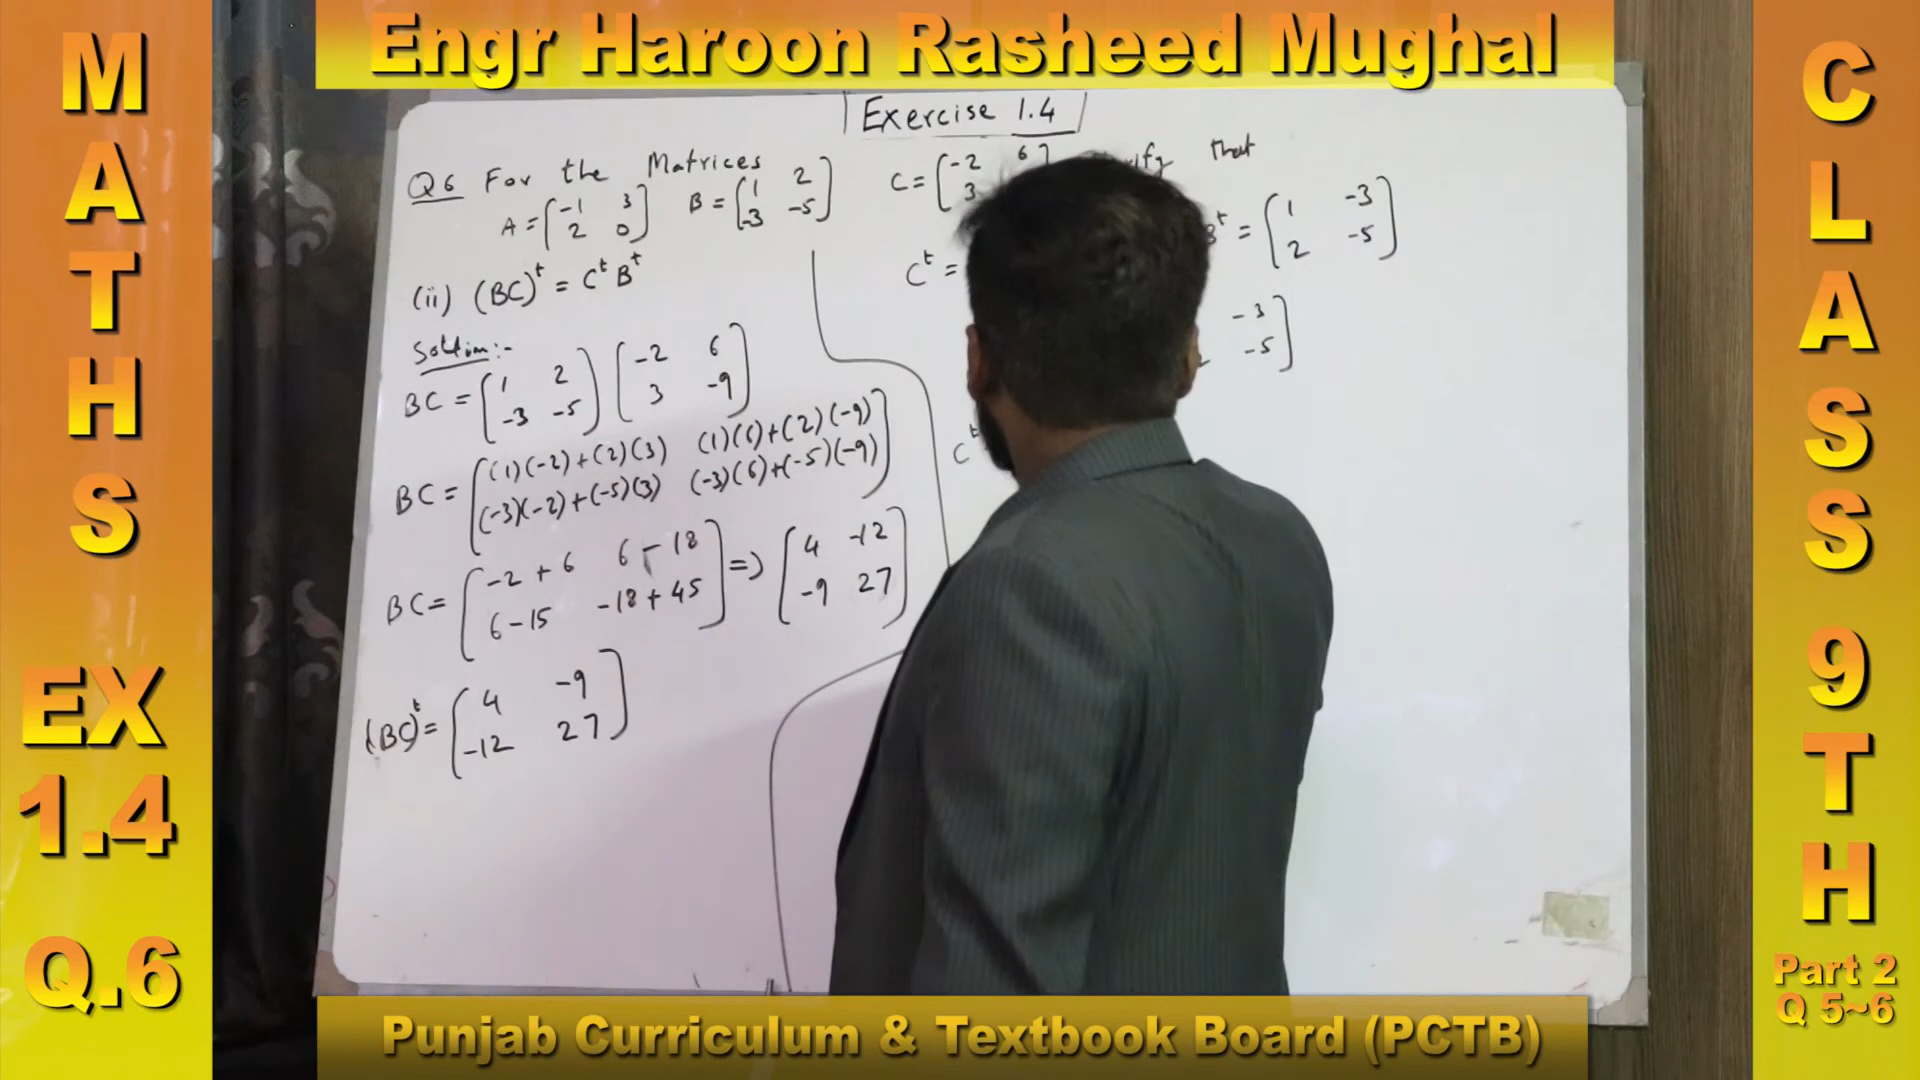 Engr Haroon Rasheed Mughal
MATHS
EX
1.4
Q.6
CLASS 9TH
Part 2
Q 5~6
Exercise 1.4
Q6 For the Matrices
A = [-1 3
2 0] B = [1 2
-3 -5] C = [-2 6]
3
that
(ii) (BC)^t = C^t B^t
Solution:-
BC = [1 2
-3 -5] [-2 6
3 -9]
BC = [(1)(-2)+(2)(3) (1)(6)+(2)(-9)
(-3)(-2)+(-5)(3) (-3)(6)+(-5)(-9)]
BC = [-2 + 6 6 - 18
6 - 15 -18 + 45] => [4 -12
-9 27]
(BC)^t = [4 -9
-12 27]
C^t =
B^t = [1 -3
2 -5]
-3
-5]
C^t
Punjab Curriculum & Textbook Board (PCTB)